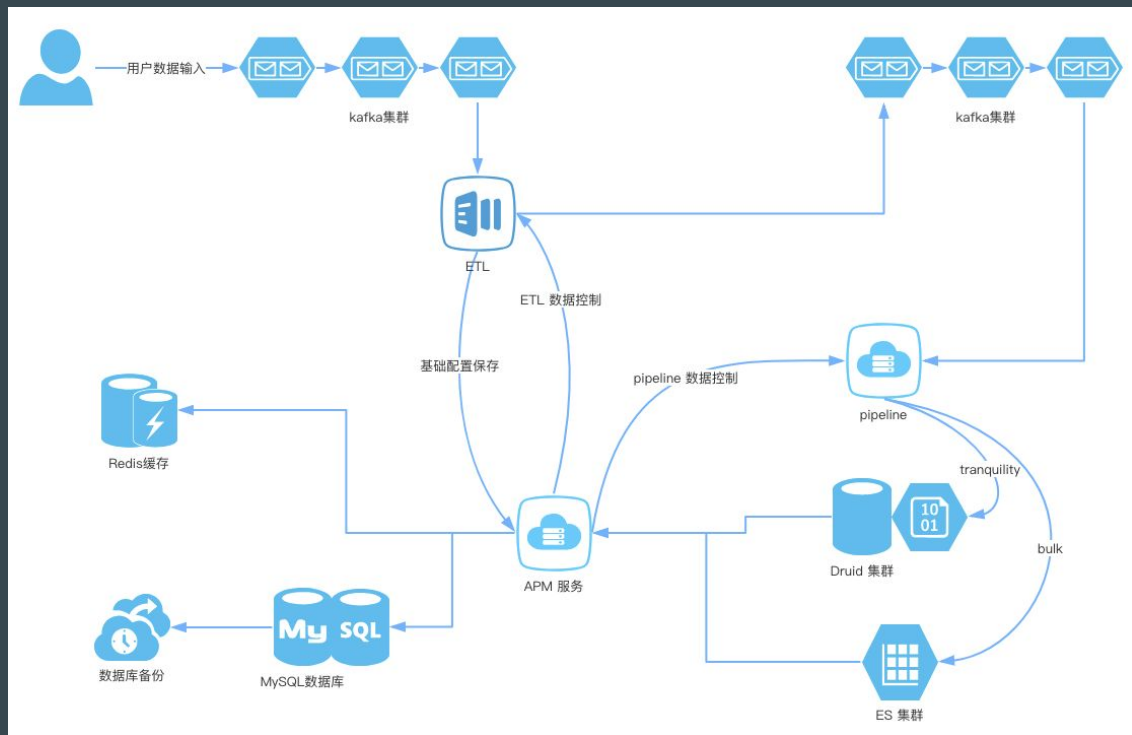 用户数据输入
kafka集群
kafka集群
ETL
ETL 数据控制
基础配置保存
pipeline 数据控制
pipeline
Redis缓存
tranquility
10
01
bulk
Druid 集群
APM 服务
My SQL
数据库备份
MySQL数据库
ES 集群